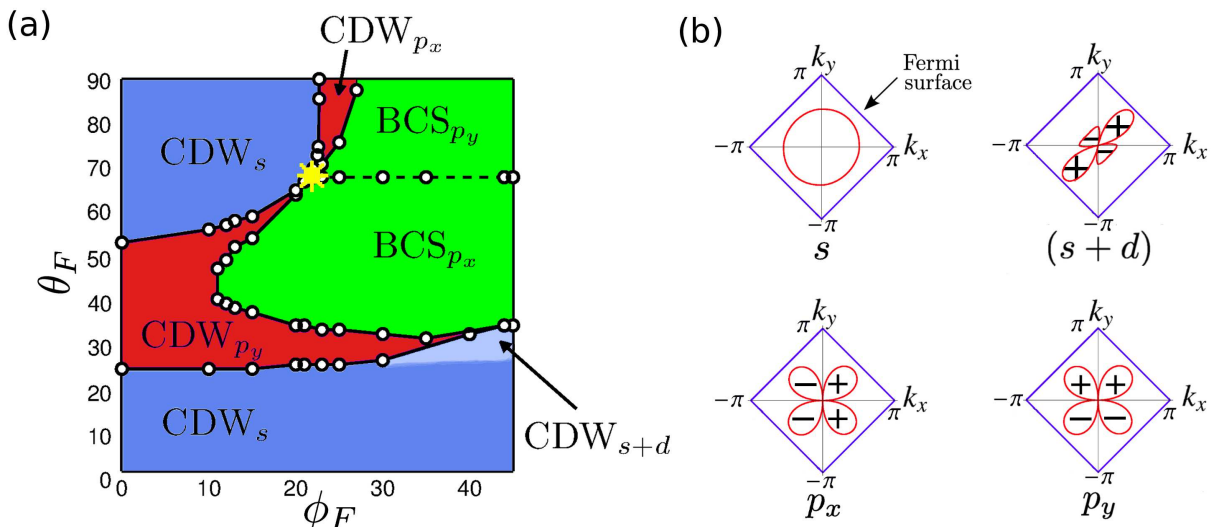 (a)
CDW_{p_x}
90
80
70
60
50
40
30
20
10
0
θ_F
CDW_s
BCS_{p_y}
BCS_{p_x}
CDW_{p_y}
CDW_s
CDW_{s+d}
0 10 20 30 40
ϕ_F
(b)
π k_y
Fermi
surface
−π k_x
π
−π
s
π k_y
+
− −
+
−π k_x
π
−π
(s + d)
π k_y
− +
−π k_x
− + π
−π
p_x
π k_y
+ +
−π k_x
− − π
−π
p_y